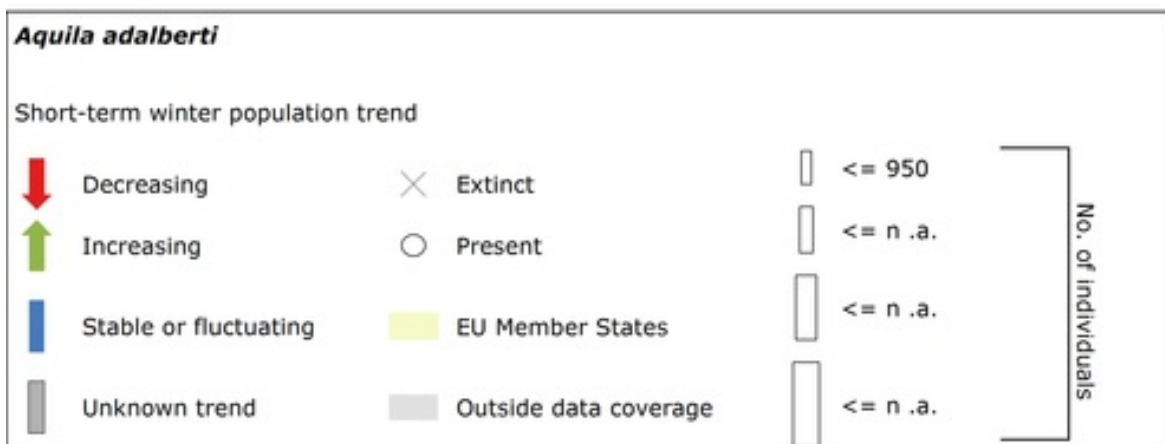 Aquila adalberti
Short-term winter population trend
Decreasing
Increasing
Stable or fluctuating
Unknown trend
Extinct
Present
EU Member States
Outside data coverage
<= 950
<= n .a.
<= n .a.
<= n .a.
No. of individuals